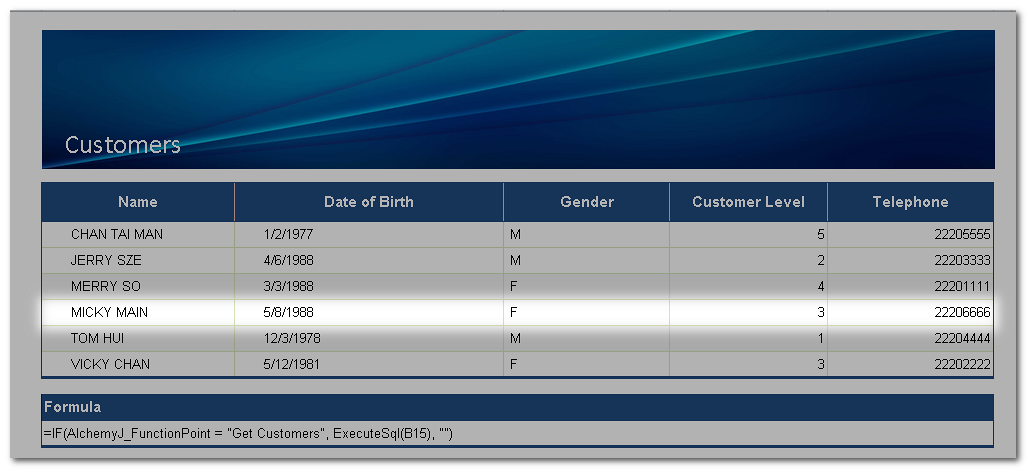 Customers
Name Date of Birth Gender Customer Level Telephone
CHAN TAI MAN 1/2/1977 M 5 22205555
JERRY SZE 4/6/1988 M 2 22203333
MERRY SO 3/3/1988 F 4 22201111
MICKY MAIN 5/8/1988 F 3 22206666
TOM HUI 12/3/1978 M 1 22204444
VICKY CHAN 5/12/1981 F 3 22202222
Formula
=IF(AlchemyJ_FunctionPoint = "Get Customers", ExecuteSql(B15), "")